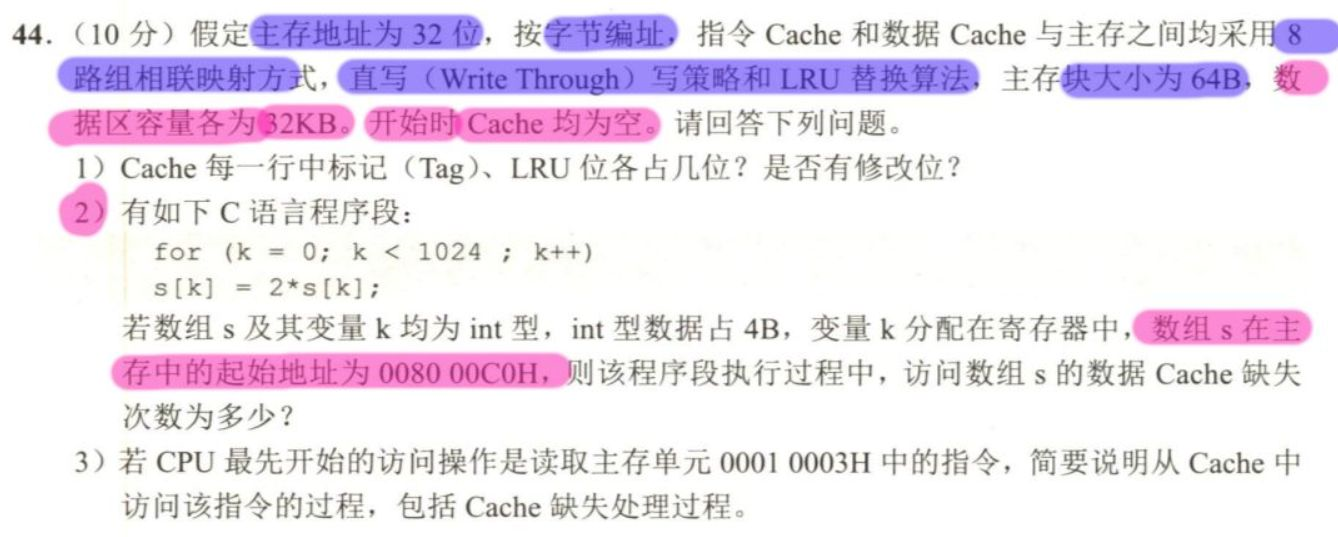 44.（10 分）假定主存地址为 32 位，按字节编址，指令 Cache 和数据 Cache 与主存之间均采用 8
路组相联映射方式，直写（Write Through）写策略和 LRU 替换算法，主存块大小为 64B，数
据区容量各为 32KB。开始时 Cache 均为空。请回答下列问题。
1）Cache 每一行中标记（Tag）、LRU 位各占几位？是否有修改位？
2）有如下 C 语言程序段：
for (k = 0; k < 1024 ; k++)
s[k] = 2*s[k];
若数组 s 及其变量 k 均为 int 型，int 型数据占 4B，变量 k 分配在寄存器中，数组 s 在主
存中的起始地址为 0080 00C0H，则该程序段执行过程中，访问数组 s 的数据 Cache 缺失
次数为多少？
3）若 CPU 最先开始的访问操作是读取主存单元 0001 0003H 中的指令，简要说明从 Cache 中
访问该指令的过程，包括 Cache 缺失处理过程。